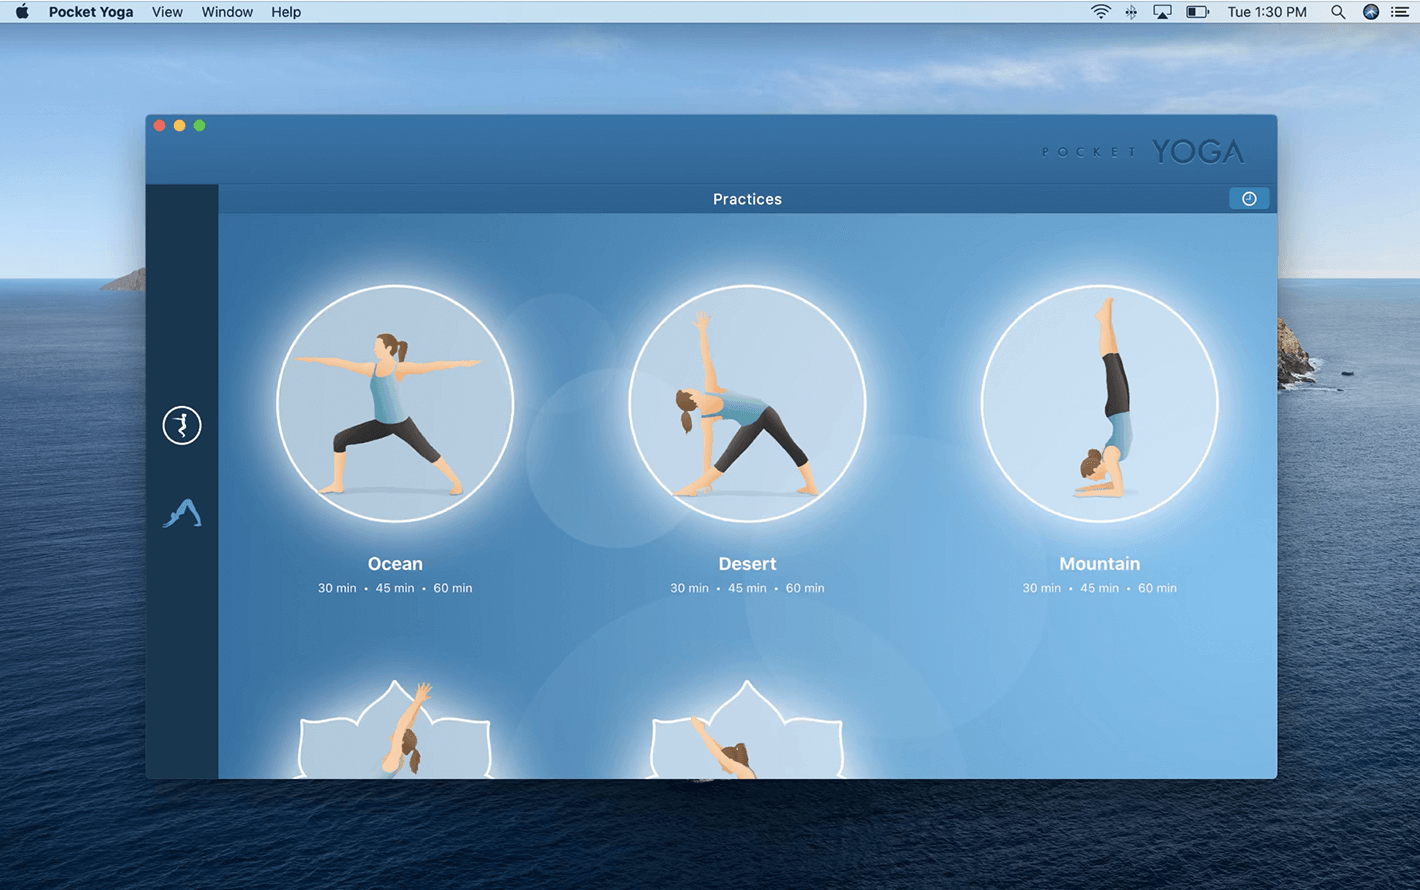 Pocket Yoga View Window Help Tue 1:30 PM
POCKET YOGA
Practices
Ocean Desert Mountain
30 min • 45 min • 60 min 30 min • 45 min • 60 min 30 min • 45 min • 60 min